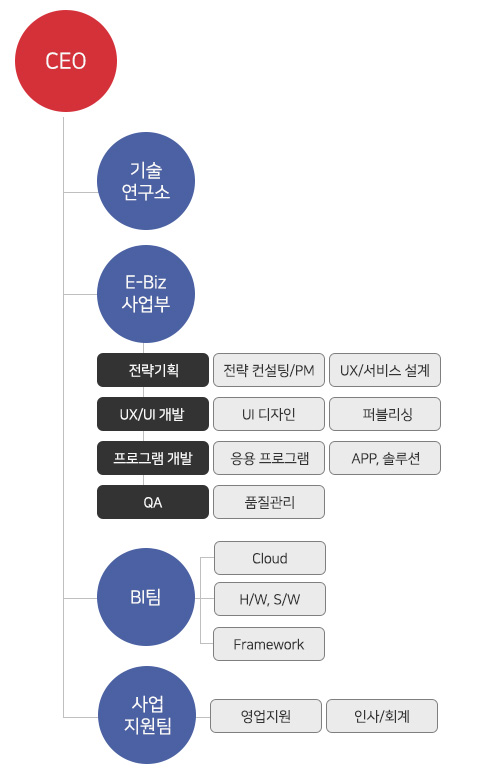 CEO
기술
연구소
E-Biz
사업부
전략기획 전략 컨설팅/PM UX/서비스 설계
UX/UI 개발 UI 디자인 퍼블리싱
프로그램 개발 응용 프로그램 APP, 솔루션
QA 품질관리
BI팀
Cloud
H/W, S/W
Framework
사업
지원팀
영업지원 인사/회계